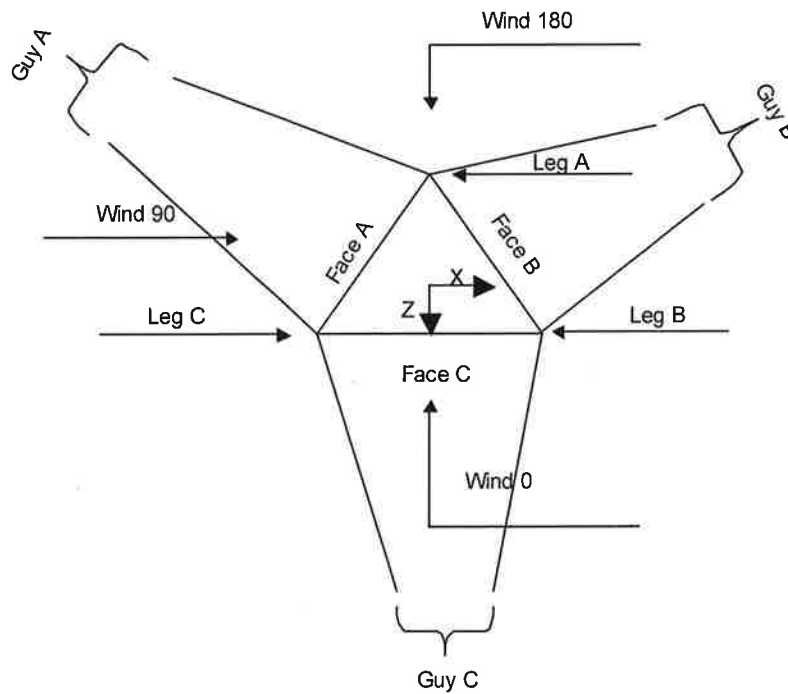 Wind 180
Guy A
Guy
Leg A
Wind 90
Face A
Face B
X
Z
Leg C
Leg B
Face C
Wind 0
Guy C